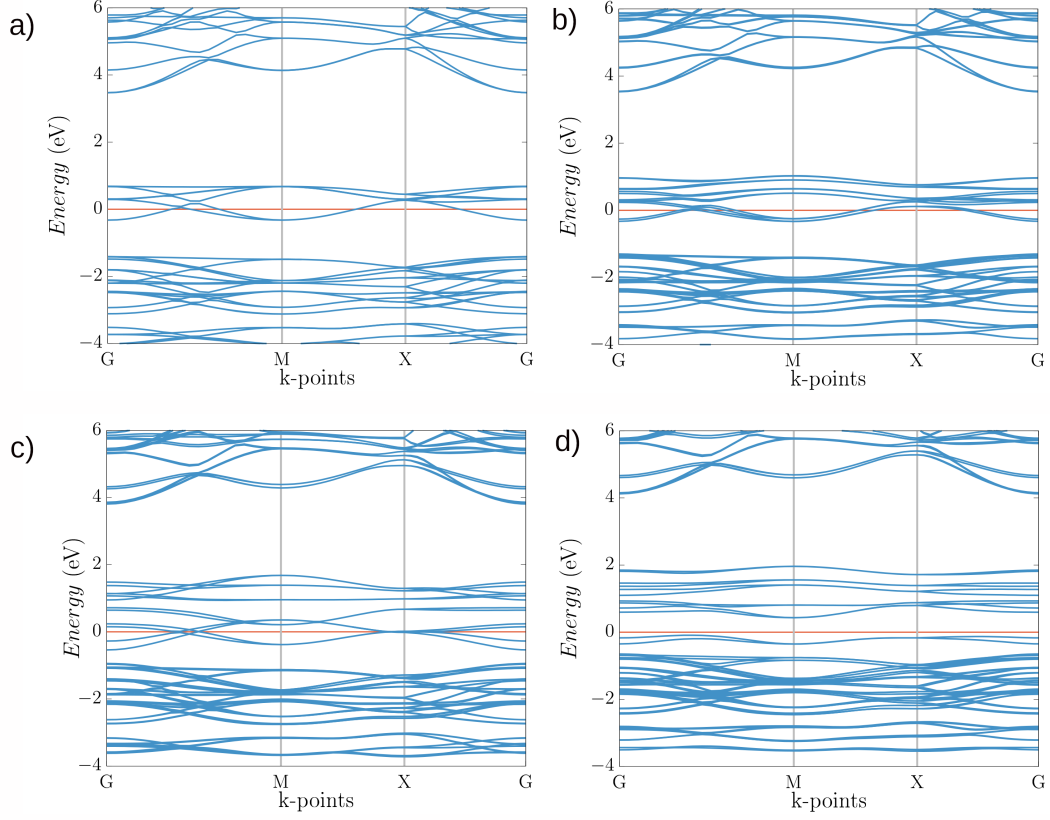 a)
6
4
2
0
−2
−4
Energy (eV)
G M X G
k-points
b)
6
4
2
0
−2
−4
Energy (eV)
G M X G
k-points
c)
6
4
2
0
−2
−4
Energy (eV)
G M X G
k-points
d)
6
4
2
0
−2
−4
Energy (eV)
G M X G
k-points